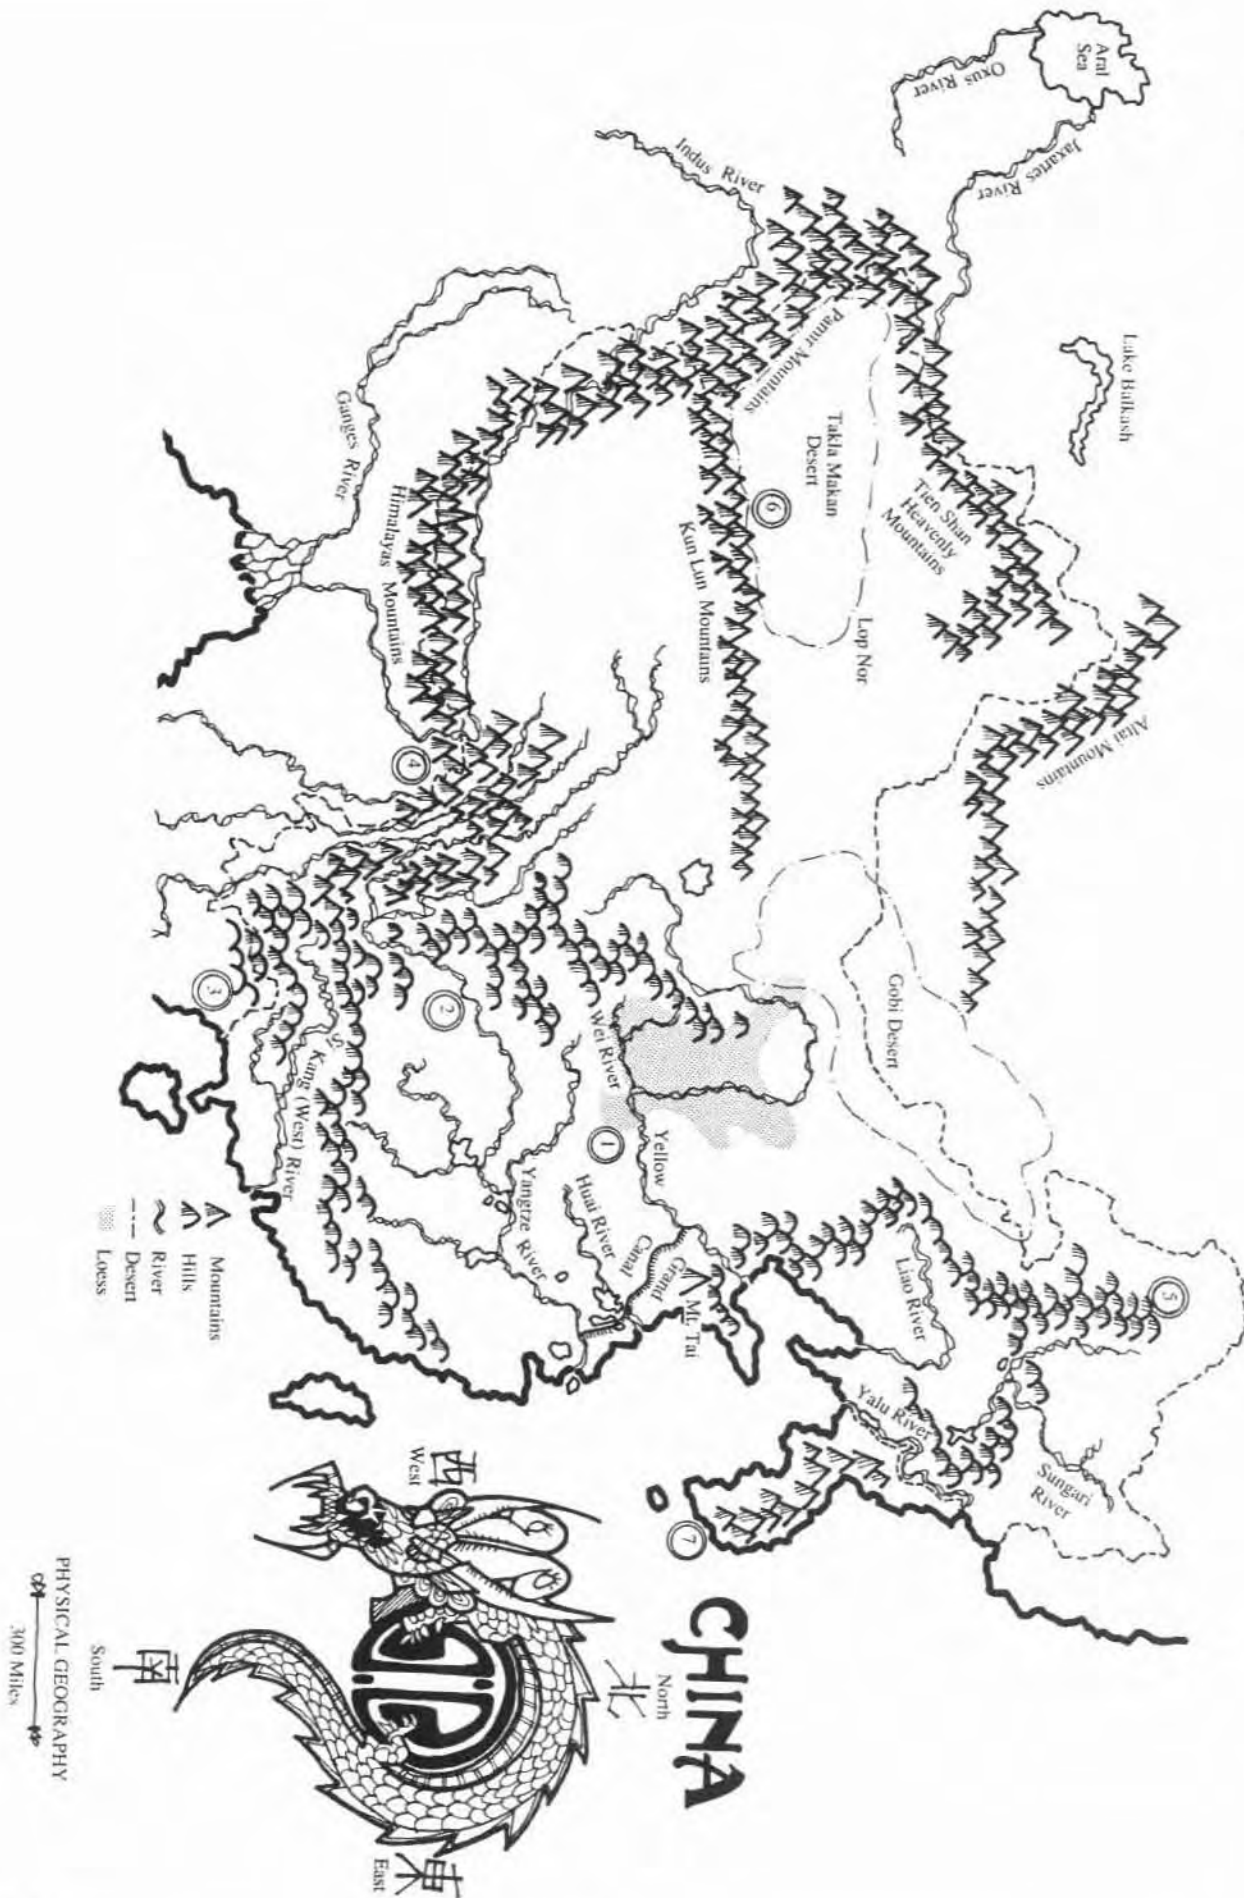 Aral
Sea
Oxus River
Jaxartes River
Indus River
Lake Balkash
Pamir Mountains
Takla Makan
Desert
Tien Shan
Heavenly
Mountains
Ganges River
Himalayas Mountains
6
Kun Lun Mountains
Lop Nor
Altai Mountains
4
Gobi Desert
3
2
Wei River
Kiang (West) River
1
Yellow
Huai River
Yangtze River
Grand
Canal
Mt. Tai
Liao River
5
Yalu River
Sungari
River
7
Mountains
Hills
River
Desert
Loess
CHINA
北
North
西
West
南
South
東
East
PHYSICAL GEOGRAPHY
300 Miles